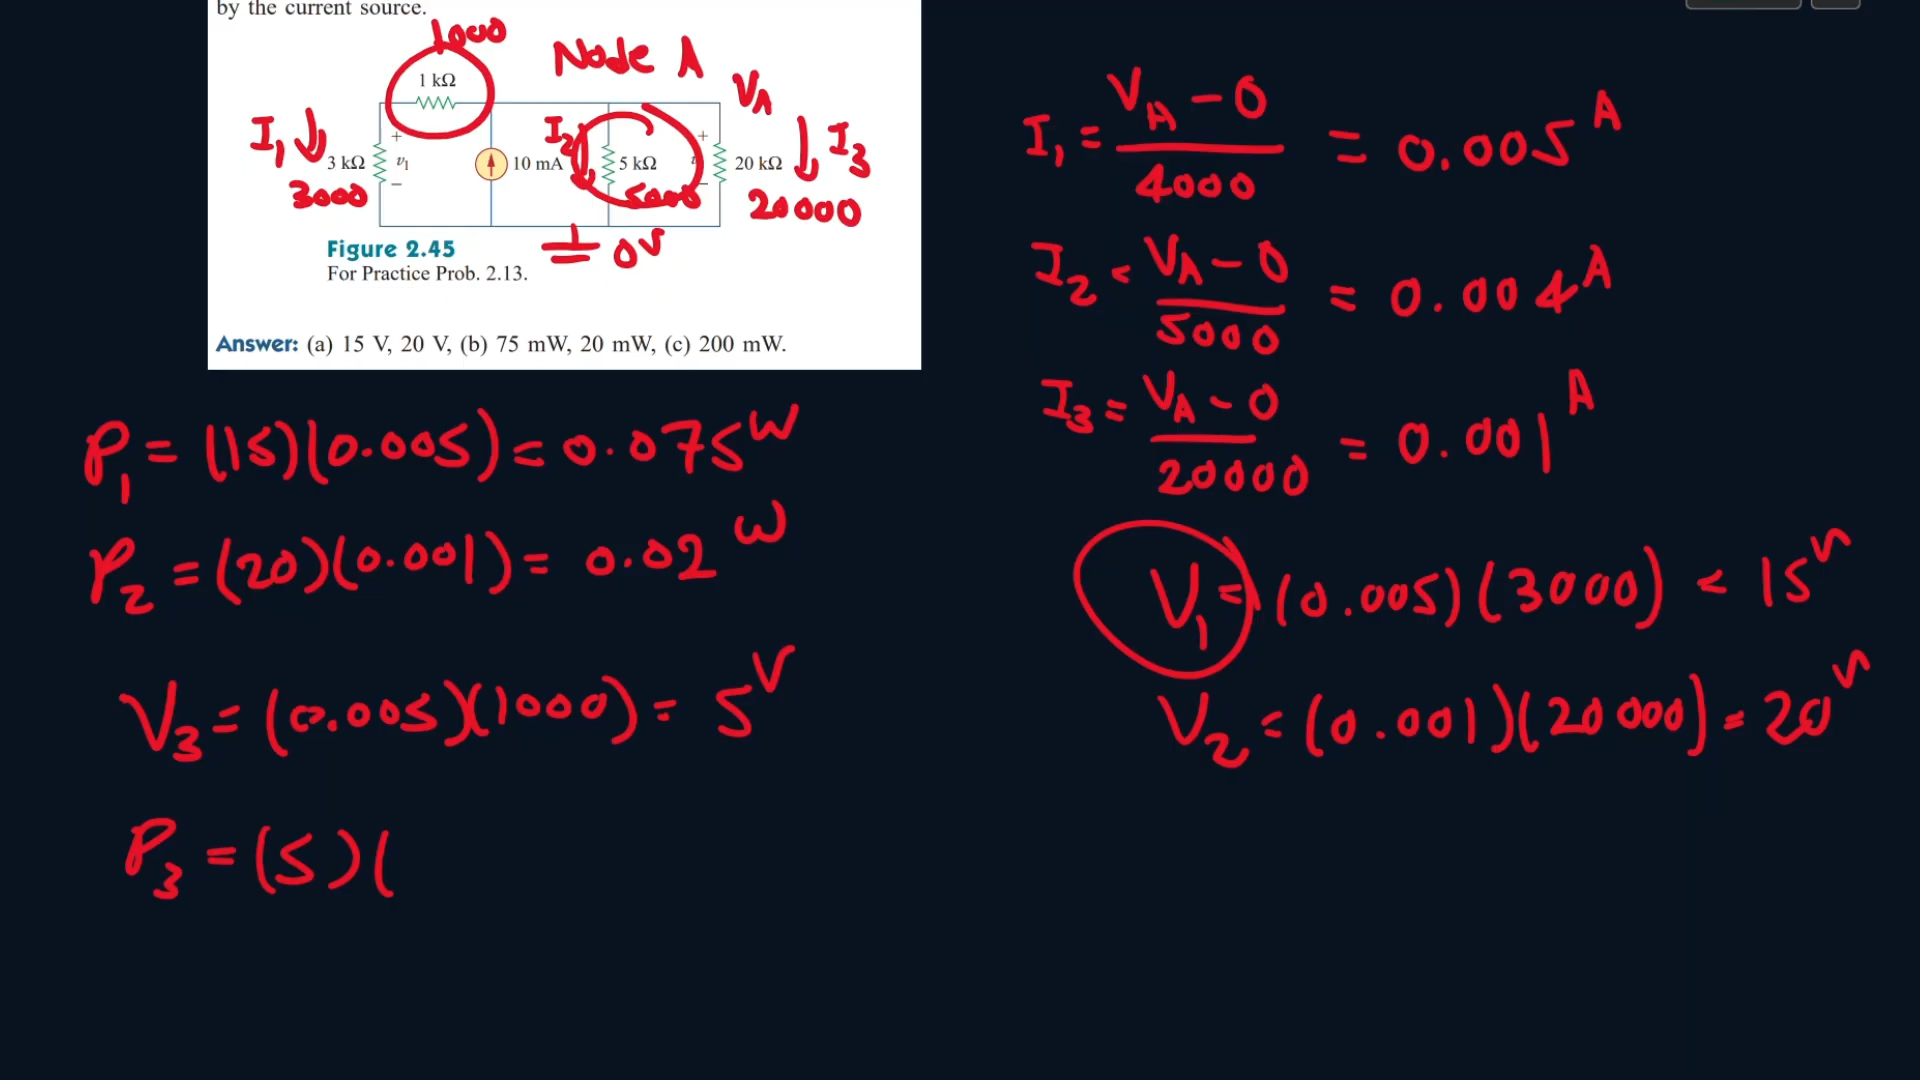 by the current source.
1000
Node A
1 kΩ
V_A
I₁
I₂
I₃
3 kΩ
+
v₁
−
10 mA
5 kΩ
+
−
20 kΩ
3000
5000
20000
0V
Figure 2.45
For Practice Prob. 2.13.
Answer: (a) 15 V, 20 V, (b) 75 mW, 20 mW, (c) 200 mW.
P₁ = (15)(0.005) = 0.075 W
P₂ = (20)(0.001) = 0.02 W
V₃ = (0.005)(1000) = 5 V
P₃ = (5)(
I₁ = V_A − 0 / 4000 = 0.005 A
I₂ = V_A − 0 / 5000 = 0.004 A
I₃ = V_A − 0 / 20000 = 0.001 A
V₁ = (0.005)(3000) = 15 V
V₂ = (0.001)(20000) = 20 V